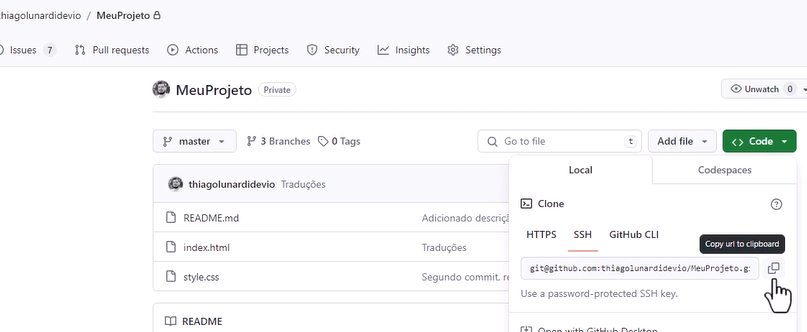 thiagolunardidevio / MeuProjeto
Issues 7 Pull requests Actions Projects Security Insights Settings
MeuProjeto Private
Unwatch 0
master 3 Branches 0 Tags
Go to file t
Add file
Code
Local Codespaces
thiagolunardidevio Traduções
Clone
README.md Adicionado descriçã
HTTPS SSH GitHub CLI
Copy url to clipboard
index.html Traduções
git@github.com:thiagolunardidevio/MeuProjeto.gi
style.css Segundo commit, re
Use a password-protected SSH key.
README
Open with GitHub Desktop